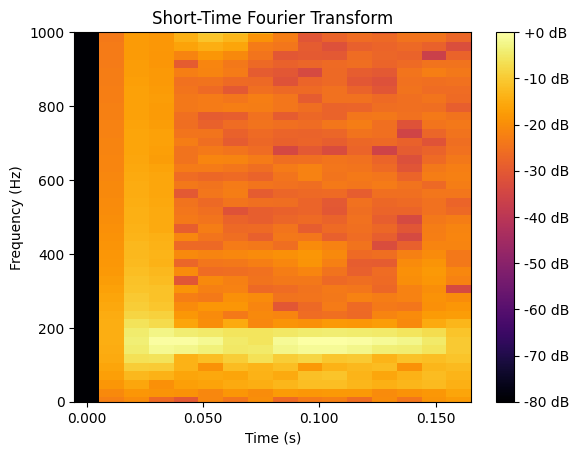 Short-Time Fourier Transform
Frequency (Hz)
1000
800
600
400
200
0
0.000
0.050
0.100
0.150
Time (s)
+0 dB
-10 dB
-20 dB
-30 dB
-40 dB
-50 dB
-60 dB
-70 dB
-80 dB